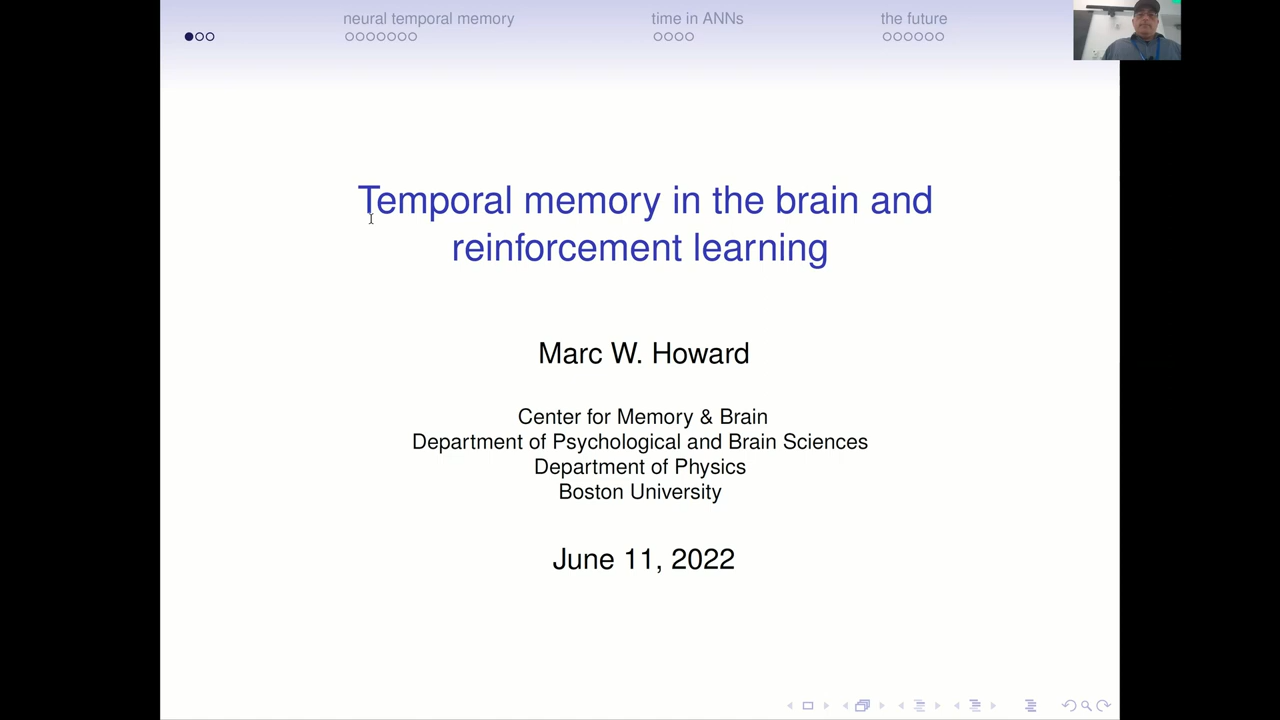 neural temporal memory
time in ANNs
the future
Temporal memory in the brain and
reinforcement learning
Marc W. Howard
Center for Memory & Brain
Department of Psychological and Brain Sciences
Department of Physics
Boston University
June 11, 2022